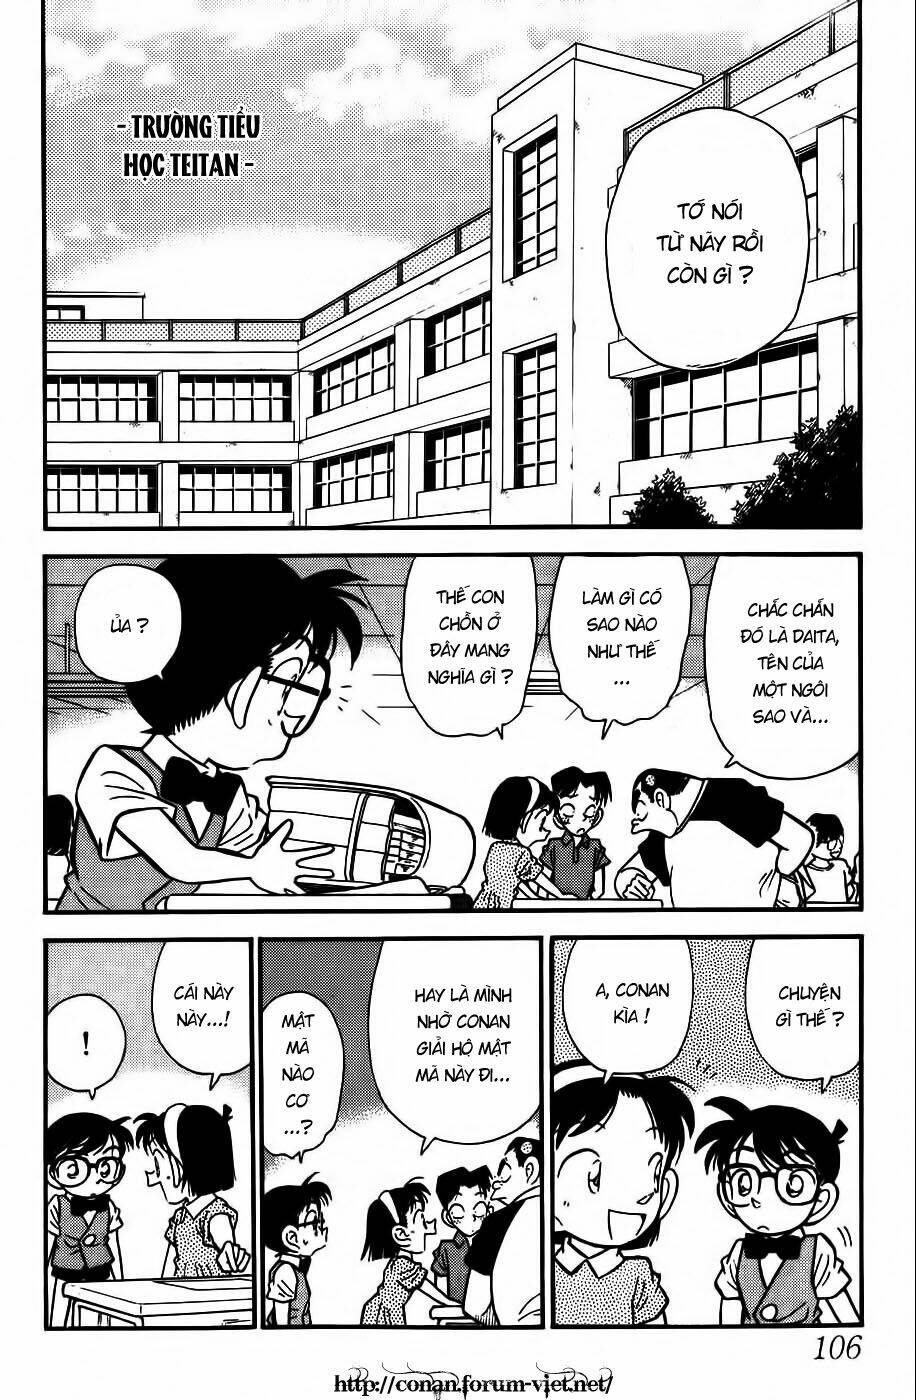 - TRƯỜNG TIỂU
HỌC TEITAN -
TỚ NÓI
TỪ NÃY RỒI
CÒN GÌ ?
CHẮC CHẮN
ĐÓ LÀ DAITA,
TÊN CỦA
MỘT NGÔI
SAO VÀ...
LÀM GÌ CÓ
SAO NÀO
NHƯ THẾ
...
THẾ CON
CHỒN Ở
ĐÂY MANG
NGHĨA GÌ ?
ỦA ?
CHUYỆN
GÌ THẾ ?
A, CONAN
KÌA !
HAY LÀ MÌNH
NHỜ CONAN
GIẢI HỘ MẬT
MÃ NÀY ĐI...
MẬT
MÃ
NÀO
CƠ
...?
CÁI NÀY
NÀY...!
!
106
http://conan.forum-viet.net/